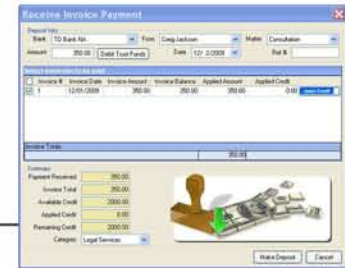 Receive Invoice Payment
Deposit Into
Bank TD Bank NA From Craig Jackson Matter Consultation
Amount 350.00 Debit Trust Funds Date 12/ 2/2009 Ref #
Invoice # Invoice Date Invoice Amount Invoice Balance Applied Amount Applied Credit
1 12/01/2009 350.00 350.00 350.00 0.00 Apply Credit
Invoice Totals
350.00
Summary
Payment Received 350.00
Invoice Total 350.00
Available Credit 2000.00
Applied Credit 0.00
Remaining Credit 2000.00
Category Legal Services
Make Deposit Cancel